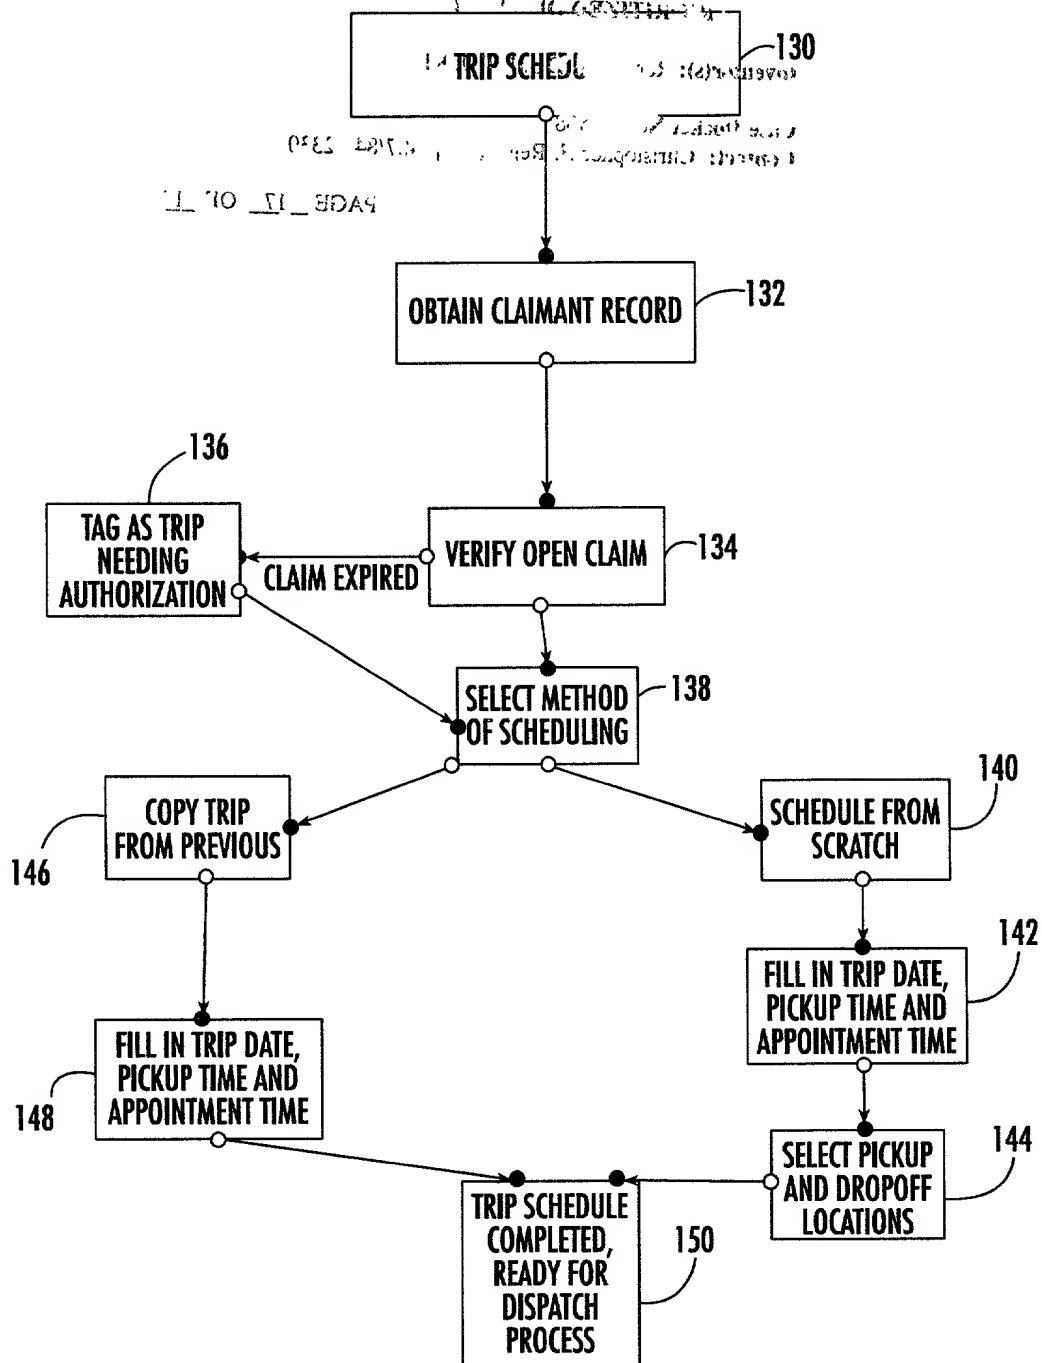 130
TRIP
132
OBTAIN CLAIMANT RECORD
136
TAG AS TRIP
NEEDING
AUTHORIZATION
CLAIM EXPIRED
VERIFY OPEN CLAIM
134
SELECT METHOD
OF SCHEDULING
138
COPY TRIP
FROM PREVIOUS
146
SCHEDULE FROM
SCRATCH
140
FILL IN TRIP DATE,
PICKUP TIME AND
APPOINTMENT TIME
142
FILL IN TRIP DATE,
PICKUP TIME AND
APPOINTMENT TIME
148
SELECT PICKUP
AND DROPOFF
LOCATIONS
144
TRIP SCHEDULE
COMPLETED,
READY FOR
DISPATCH
PROCESS
150
PAGE 17 OF